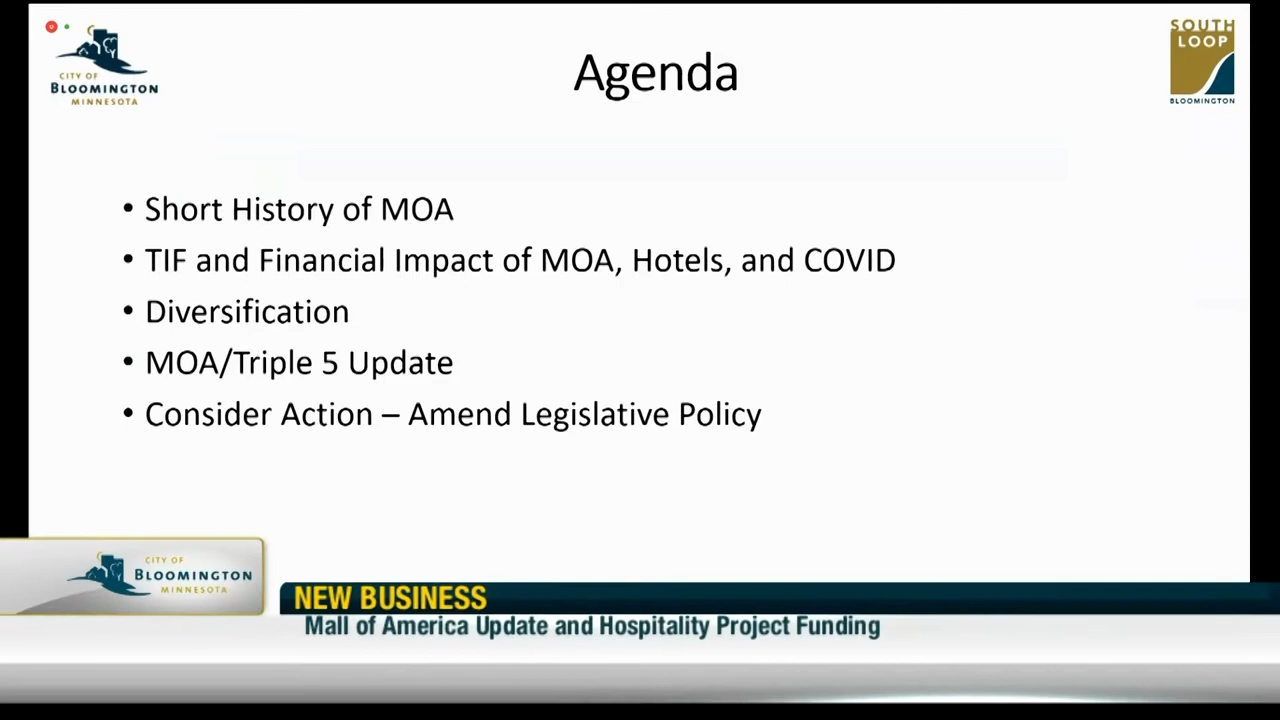 CITY OF
BLOOMINGTON
MINNESOTA
SOUTH
LOOP
BLOOMINGTON
Agenda
• Short History of MOA
• TIF and Financial Impact of MOA, Hotels, and COVID
• Diversification
• MOA/Triple 5 Update
• Consider Action – Amend Legislative Policy
CITY OF
BLOOMINGTON
MINNESOTA
NEW BUSINESS
Mall of America Update and Hospitality Project Funding